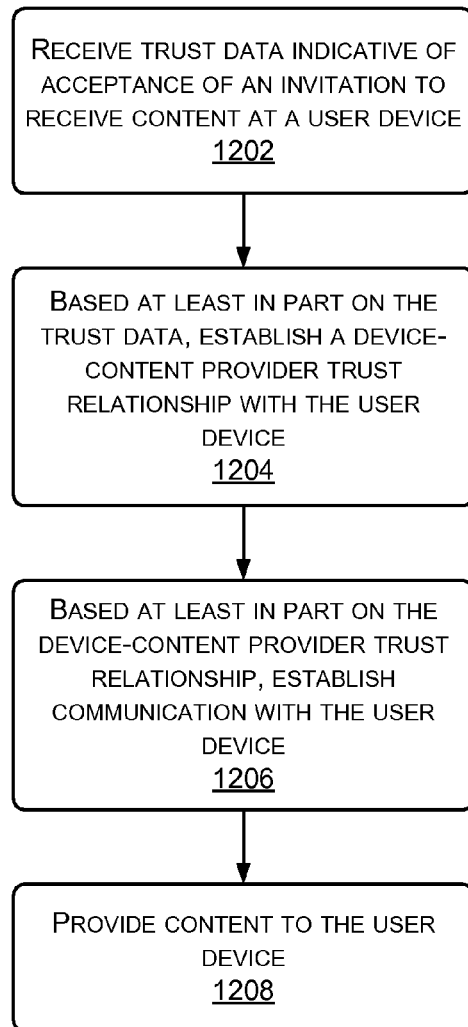 RECEIVE TRUST DATA INDICATIVE OF
ACCEPTANCE OF AN INVITATION TO
RECEIVE CONTENT AT A USER DEVICE
1202
BASED AT LEAST IN PART ON THE
TRUST DATA, ESTABLISH A DEVICE-
CONTENT PROVIDER TRUST
RELATIONSHIP WITH THE USER
DEVICE
1204
BASED AT LEAST IN PART ON THE
DEVICE-CONTENT PROVIDER TRUST
RELATIONSHIP, ESTABLISH
COMMUNICATION WITH THE USER
DEVICE
1206
PROVIDE CONTENT TO THE USER
DEVICE
1208